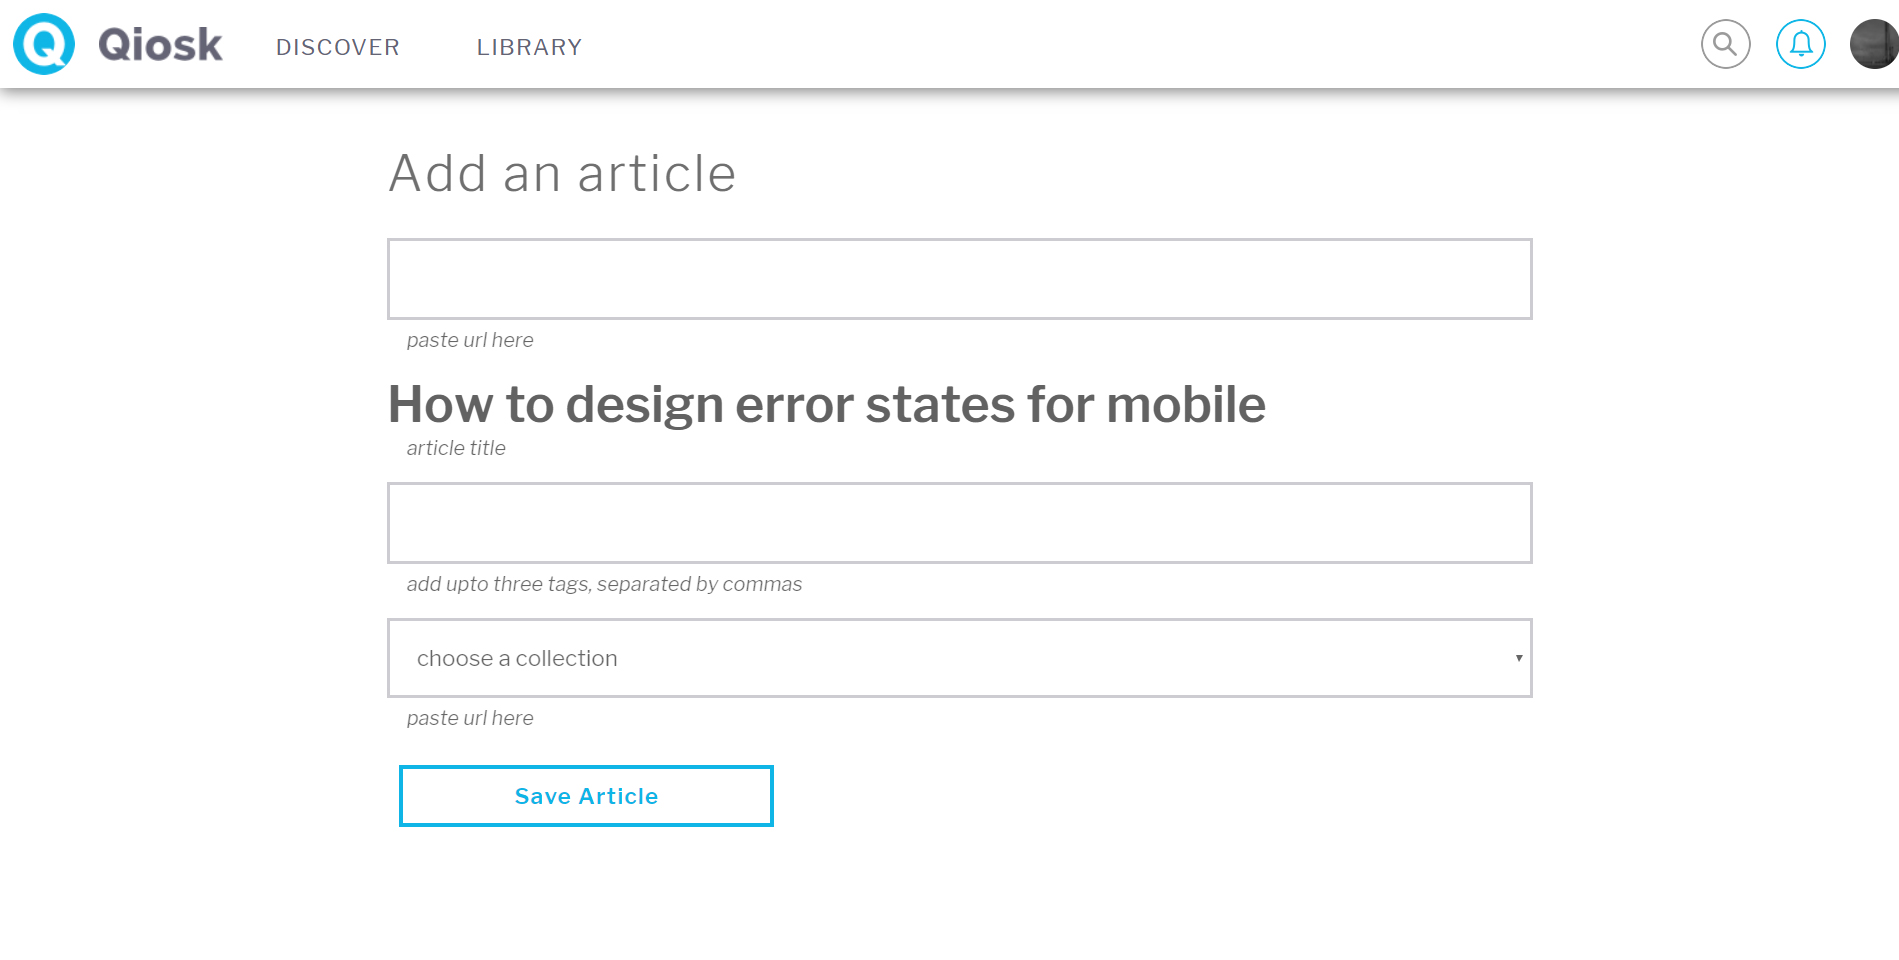 Q Qiosk DISCOVER LIBRARY
Add an article
paste url here
How to design error states for mobile
article title
add upto three tags, separated by commas
choose a collection
paste url here
Save Article